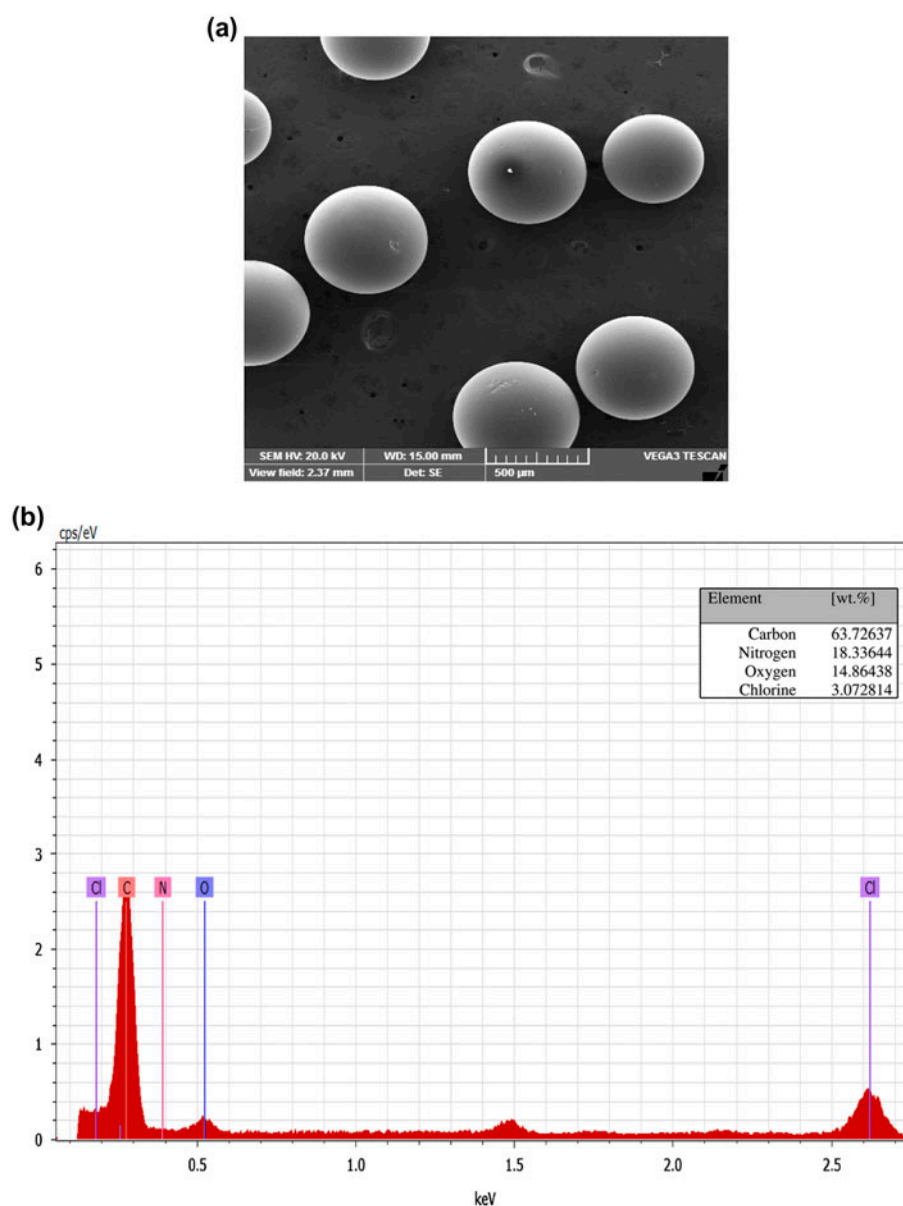 (a)
SEM HV: 20.0 kV WD: 15.00 mm VEGA3 TESCAN
View field: 2.37 mm Det: SE 500 µm
(b)
cps/eV
6
Element [wt.%]
Carbon 63.72637
5
Nitrogen 18.33644
Oxygen 14.86438
Chlorine 3.072814
4
3
Cl C N O Cl
2
1
0
0.5 1.0 1.5 2.0 2.5
keV